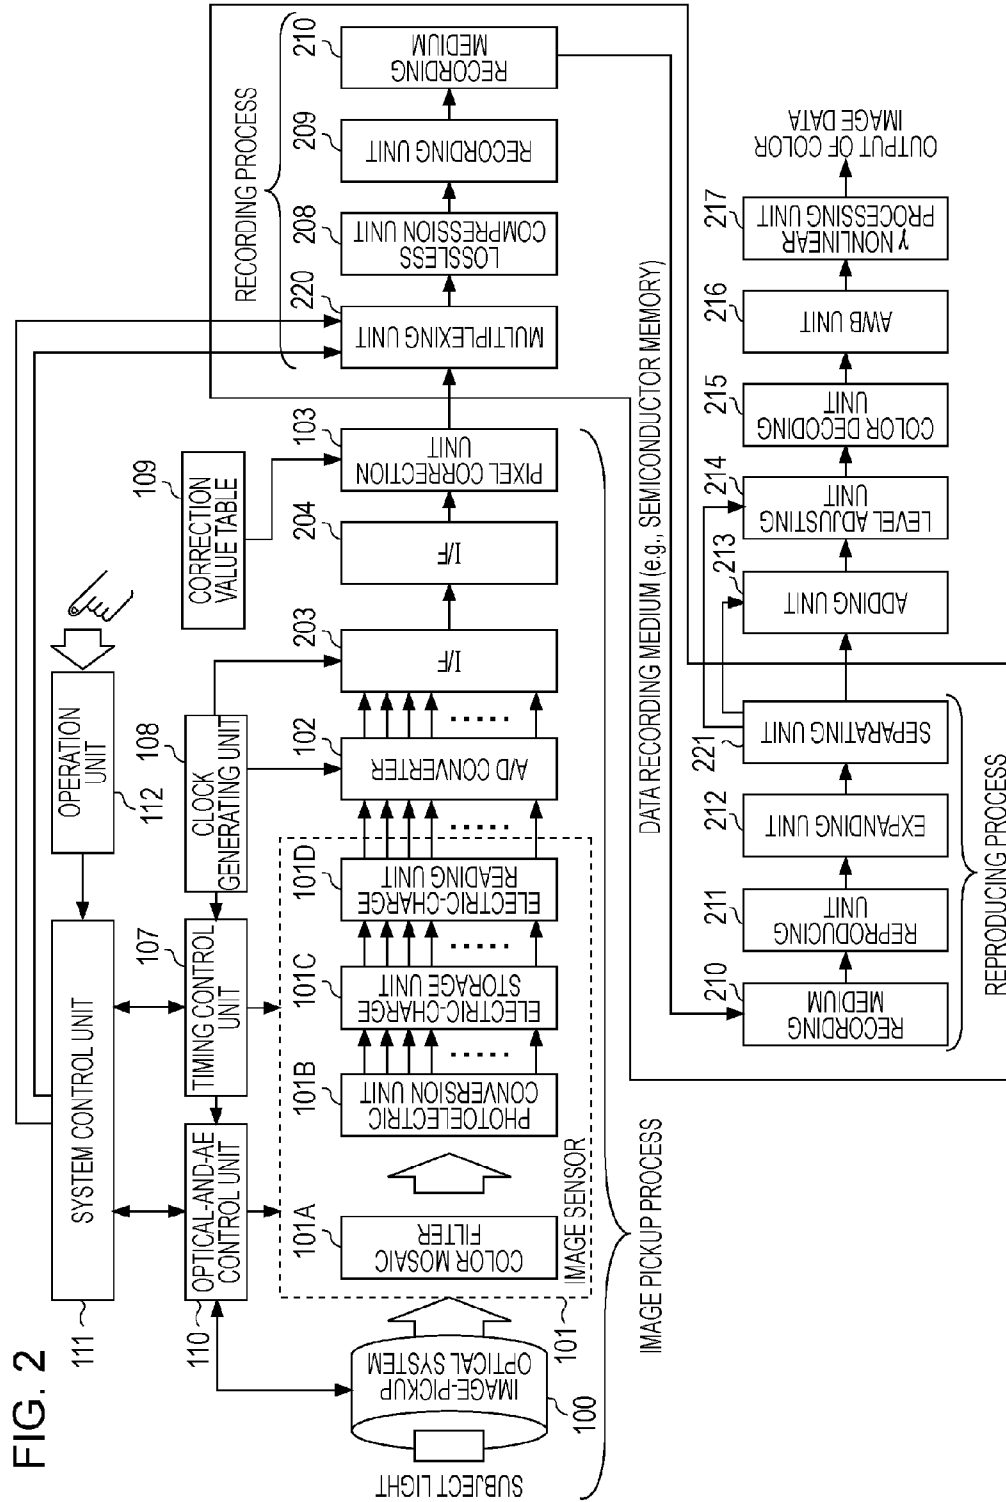 FIG. 2
111
SYSTEM CONTROL UNIT
OPERATION
UNIT
112
110
OPTICAL-AND-AE
CONTROL UNIT
107
TIMING CONTROL
UNIT
108
CLOCK
GENERATING UNIT
109
CORRECTION
VALUE TABLE
SUBJECT LIGHT
IMAGE-PICKUP
OPTICAL SYSTEM
100
101
IMAGE SENSOR
101A
COLOR MOSAIC
FILTER
101B
PHOTOELECTRIC
CONVERSION UNIT
101C
ELECTRIC-CHARGE
STORAGE UNIT
101D
ELECTRIC-CHARGE
READING UNIT
102
A/D CONVERTER
203
I/F
204
I/F
103
PIXEL CORRECTION
UNIT
IMAGE PICKUP PROCESS
RECORDING PROCESS
220
MULTIPLEXING UNIT
208
LOSSLESS
COMPRESSION UNIT
209
RECORDING UNIT
210
RECORDING
MEDIUM
DATA RECORDING MEDIUM (e.g., SEMICONDUCTOR MEMORY)
210
RECORDING
MEDIUM
211
REPRODUCING
UNIT
212
EXPANDING UNIT
221
SEPARATING UNIT
REPRODUCING PROCESS
213
ADDING UNIT
214
LEVEL ADJUSTING
UNIT
215
COLOR DECODING
UNIT
216
AWB UNIT
217
γ NONLINEAR
PROCESSING UNIT
OUTPUT OF COLOR
IMAGE DATA